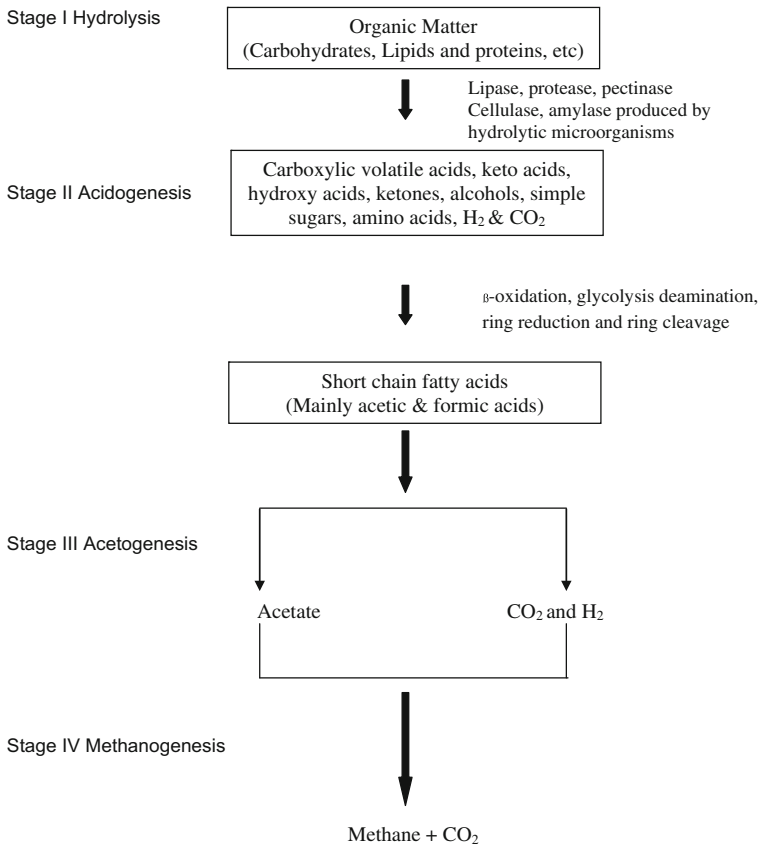 Stage I Hydrolysis
Organic Matter
(Carbohydrates, Lipids and proteins, etc)
Lipase, protease, pectinase
Cellulase, amylase produced by
hydrolytic microorganisms
Stage II Acidogenesis
Carboxylic volatile acids, keto acids,
hydroxy acids, ketones, alcohols, simple
sugars, amino acids, H₂ & CO₂
ß-oxidation, glycolysis deamination,
ring reduction and ring cleavage
Short chain fatty acids
(Mainly acetic & formic acids)
Stage III Acetogenesis
Acetate
CO₂ and H₂
Stage IV Methanogenesis
Methane + CO₂